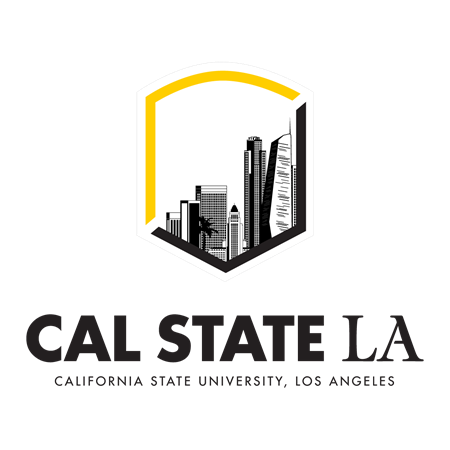 CAL STATE LA
CALIFORNIA STATE UNIVERSITY, LOS ANGELES